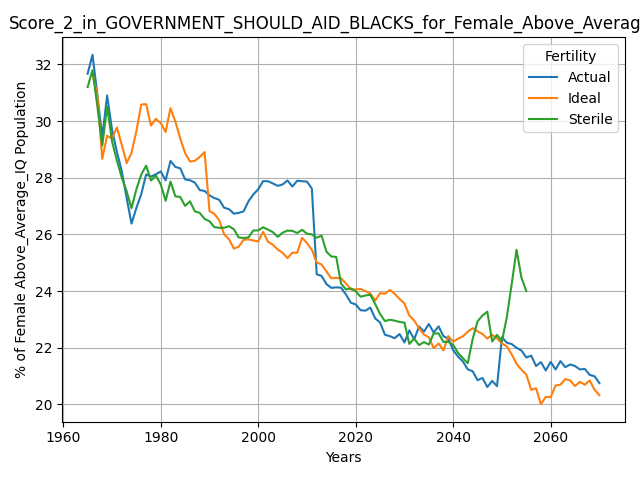 Score_2_in_GOVERNMENT_SHOULD_AID_BLACKS_for_Female_Above_Averag
% of Female Above_Average_IQ Population
32
30
28
26
24
22
20
Fertility
Actual
Ideal
Sterile
1960
1980
2000
2020
2040
2060
Years